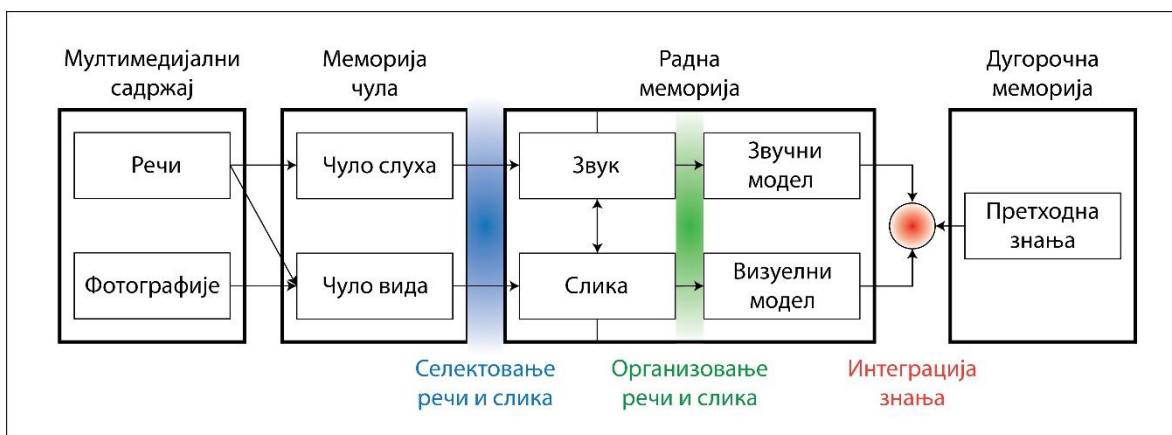 Мултимедијални
садржај
Меморија
чула
Радна
меморија
Дугорочна
меморија
Речи
Чуло слуха
Звук
Звучни
модел
Претходна
знања
Фотографије
Чуло вида
Слика
Визуелни
модел
Селектовање
речи и слика
Организовање
речи и слика
Интеграција
знања